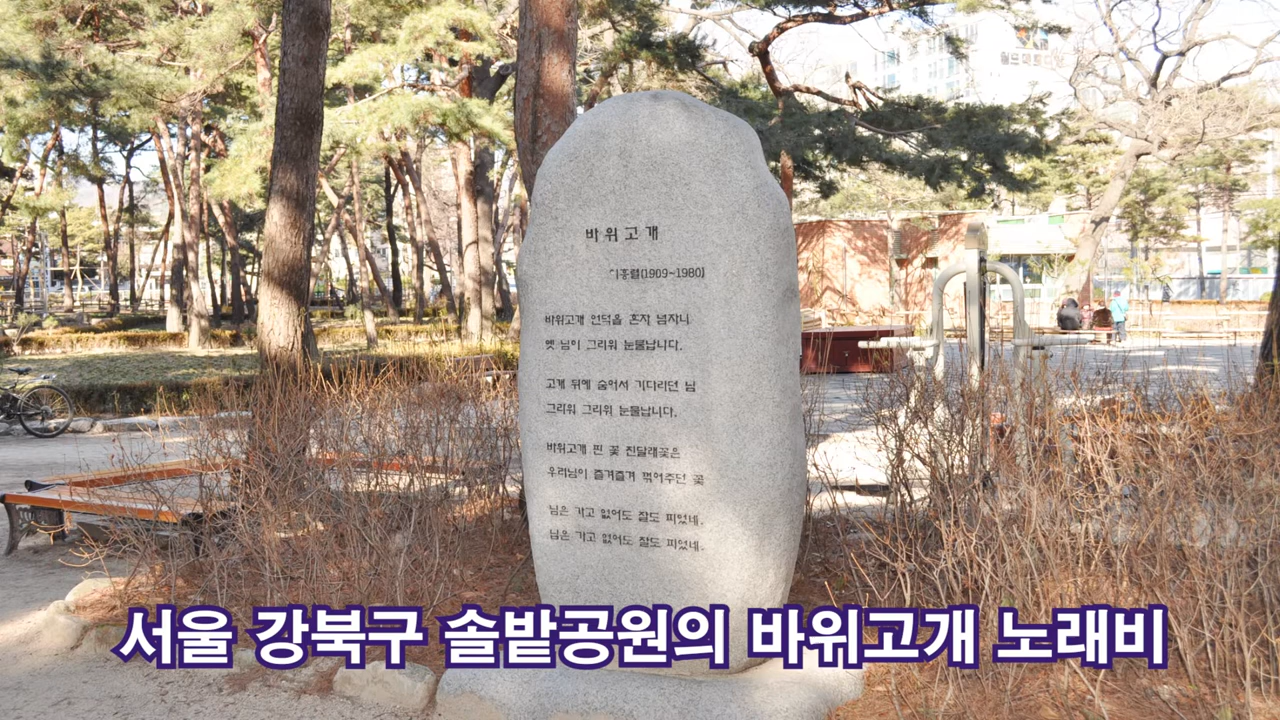 바위고개
이흥렬(1909~1980)
바위고개 언덕을 혼자 넘자니
옛 님이 그리워 눈물납니다.
고개 뒤에 숨어서 기다리던 님
그리워 그리워 눈물납니다.
바위고개 핀 꽃 진달래꽃은
우리님이 즐겨즐겨 꺾어주던 꽃
님은 가고 없어도 잘도 피었네.
님은 가고 없어도 잘도 피었네.
서울 강북구 솔밭공원의 바위고개 노래비